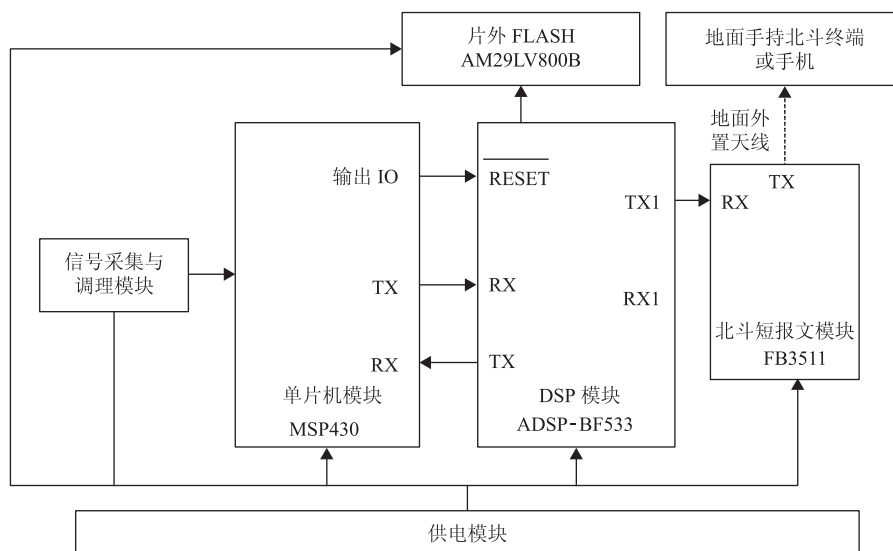 片外 FLASH
AM29LV800B
地面手持北斗终端
或手机
地面外
置天线
输出 IO
RESET
TX1
TX
RX
信号采集与
调理模块
TX
RX
RX1
RX
TX
单片机模块
MSP430
DSP 模块
ADSP-BF533
北斗短报文模块
FB3511
供电模块